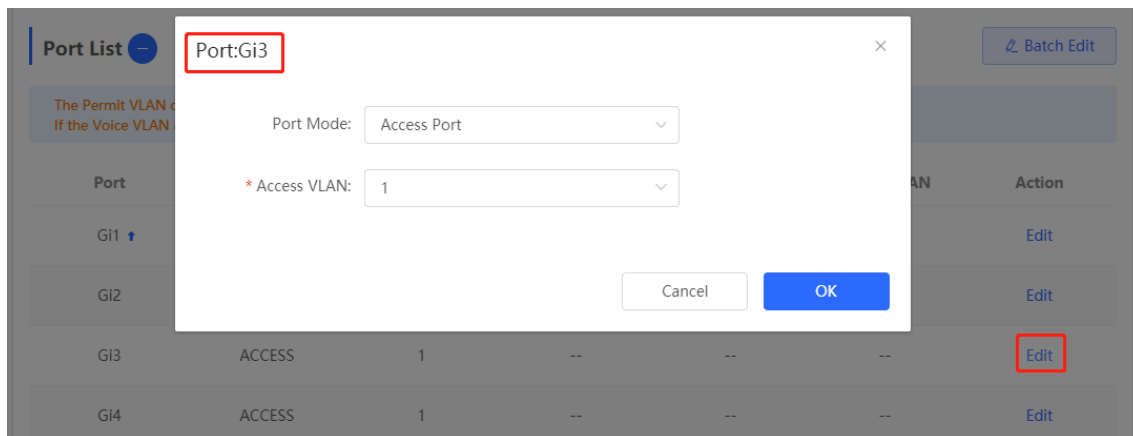 Port List
Port:Gi3
Batch Edit
The Permit VLAN
If the Voice VLAN
Port Mode: Access Port
* Access VLAN: 1
Port
Action
Gi1 Edit
Gi2 Edit
Cancel OK
Gi3 ACCESS 1 -- -- -- Edit
Gi4 ACCESS 1 -- -- -- Edit